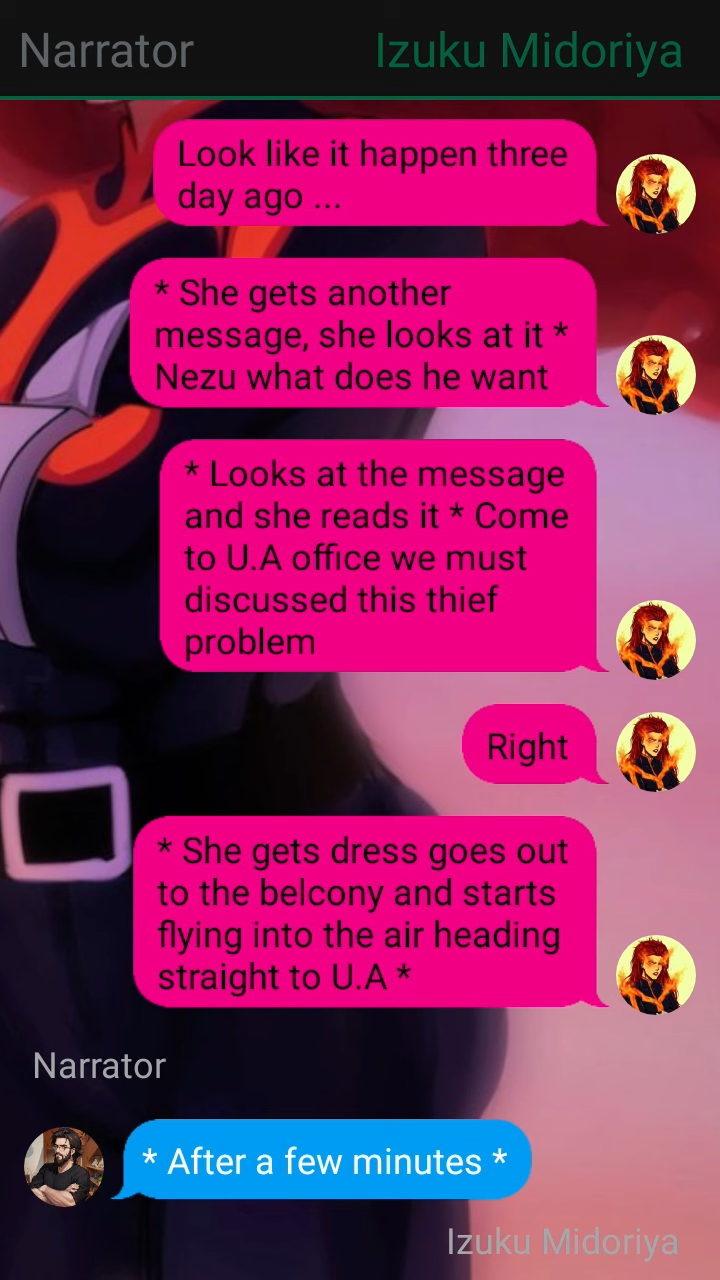 Narrator
Izuku Midoriya
Look like it happen three
day ago ...
* She gets another
message, she looks at it *
Nezu what does he want
* Looks at the message
and she reads it * Come
to U.A office we must
discussed this thief
problem
Right
* She gets dress goes out
to the belcony and starts
flying into the air heading
straight to U.A *
Narrator
* After a few minutes *
Izuku Midoriya